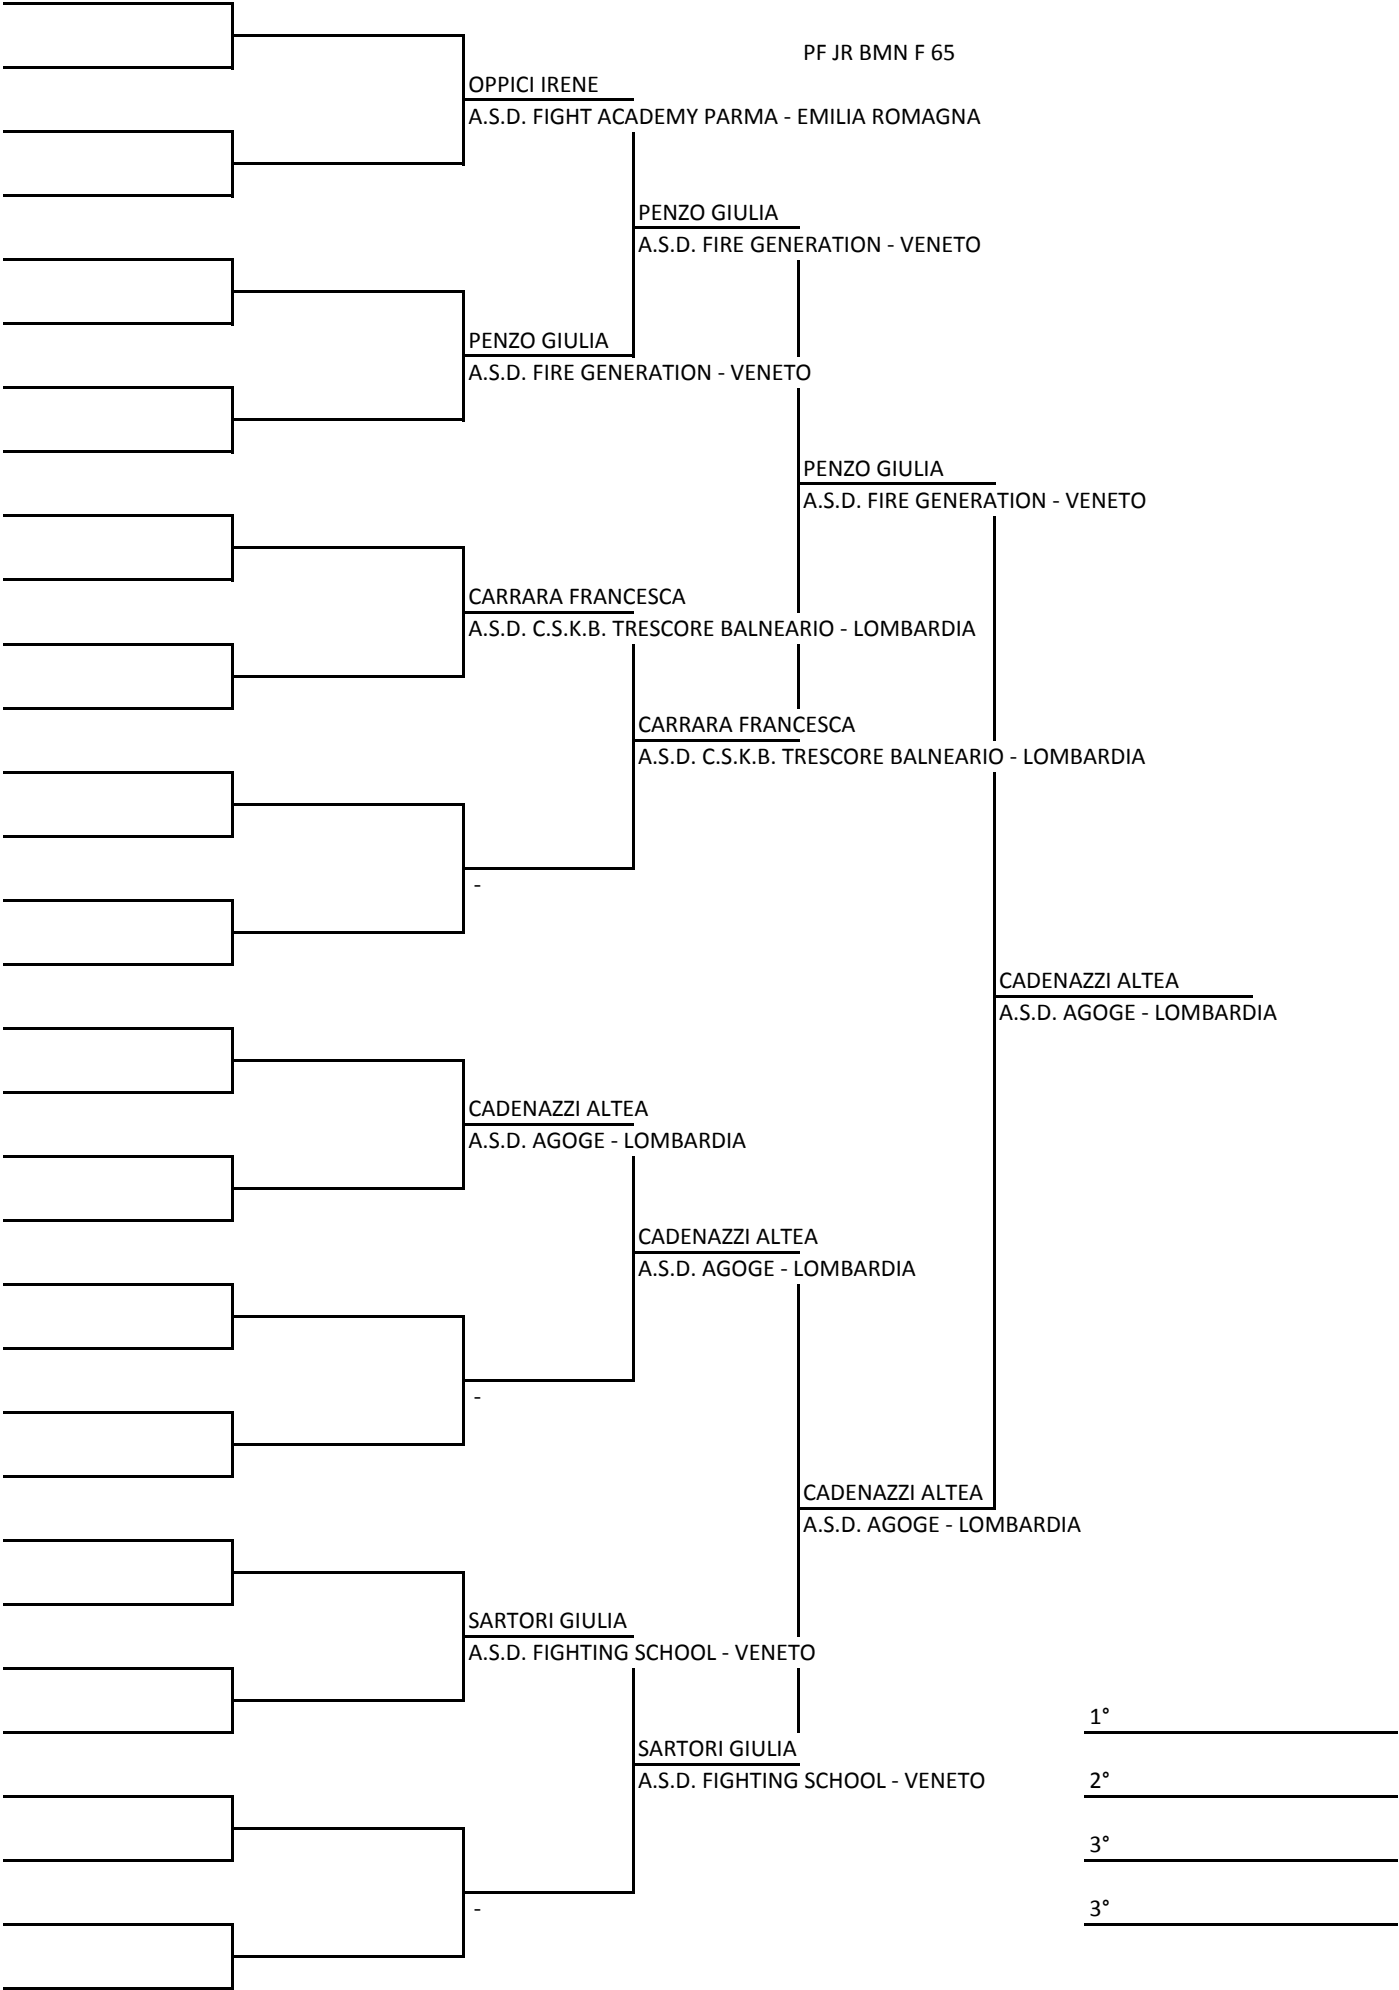 PF JR BMN F 65
OPPICI IRENE
A.S.D. FIGHT ACADEMY PARMA - EMILIA ROMAGNA
PENZO GIULIA
A.S.D. FIRE GENERATION - VENETO
PENZO GIULIA
A.S.D. FIRE GENERATION - VENETO
PENZO GIULIA
A.S.D. FIRE GENERATION - VENETO
CARRARA FRANCESCA
A.S.D. C.S.K.B. TRESCORE BALNEARIO - LOMBARDIA
CARRARA FRANCESCA
A.S.D. C.S.K.B. TRESCORE BALNEARIO - LOMBARDIA
-
CADENAZZI ALTEA
A.S.D. AGOGE - LOMBARDIA
CADENAZZI ALTEA
A.S.D. AGOGE - LOMBARDIA
CADENAZZI ALTEA
A.S.D. AGOGE - LOMBARDIA
-
CADENAZZI ALTEA
A.S.D. AGOGE - LOMBARDIA
SARTORI GIULIA
A.S.D. FIGHTING SCHOOL - VENETO
1°
SARTORI GIULIA
A.S.D. FIGHTING SCHOOL - VENETO
2°
3°
-
3°